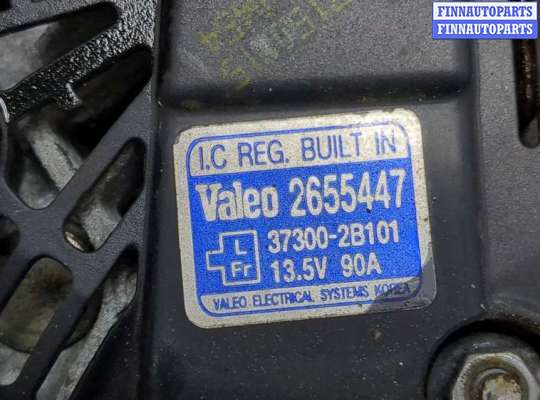 FINNAUTOPARTS
FINNAUTOPARTS
I.C REG. BUILT IN
Valeo 2655447
L 37300-2B101
Fr 13.5V 90A
VALEO ELECTRICAL SYSTEMS KOREA